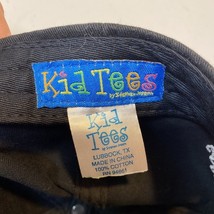 Kid Tees
Kid
Tees
LUBBOCK, TX
MADE IN CHINA
100% COTTON